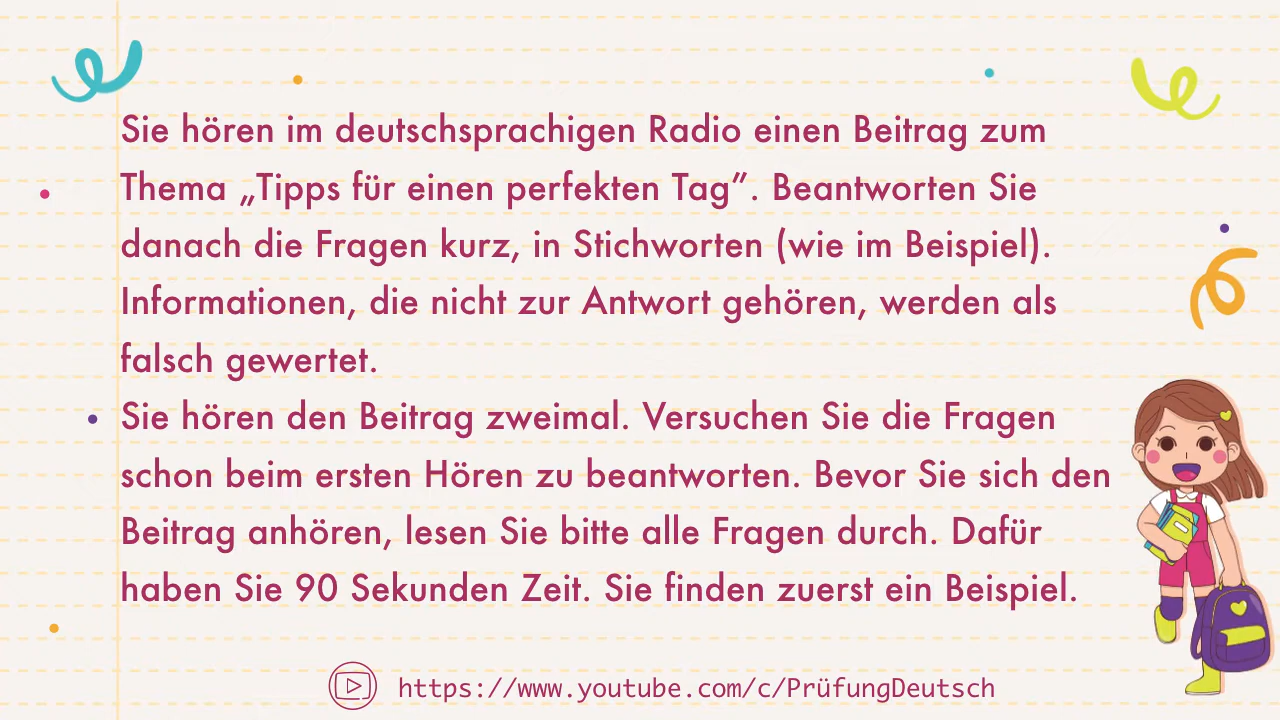 Sie hören im deutschsprachigen Radio einen Beitrag zum
Thema „Tipps für einen perfekten Tag”. Beantworten Sie
danach die Fragen kurz, in Stichworten (wie im Beispiel).
Informationen, die nicht zur Antwort gehören, werden als
falsch gewertet.
Sie hören den Beitrag zweimal. Versuchen Sie die Fragen
schon beim ersten Hören zu beantworten. Bevor Sie sich den
Beitrag anhören, lesen Sie bitte alle Fragen durch. Dafür
haben Sie 90 Sekunden Zeit. Sie finden zuerst ein Beispiel.
https://www.youtube.com/c/PrüfungDeutsch